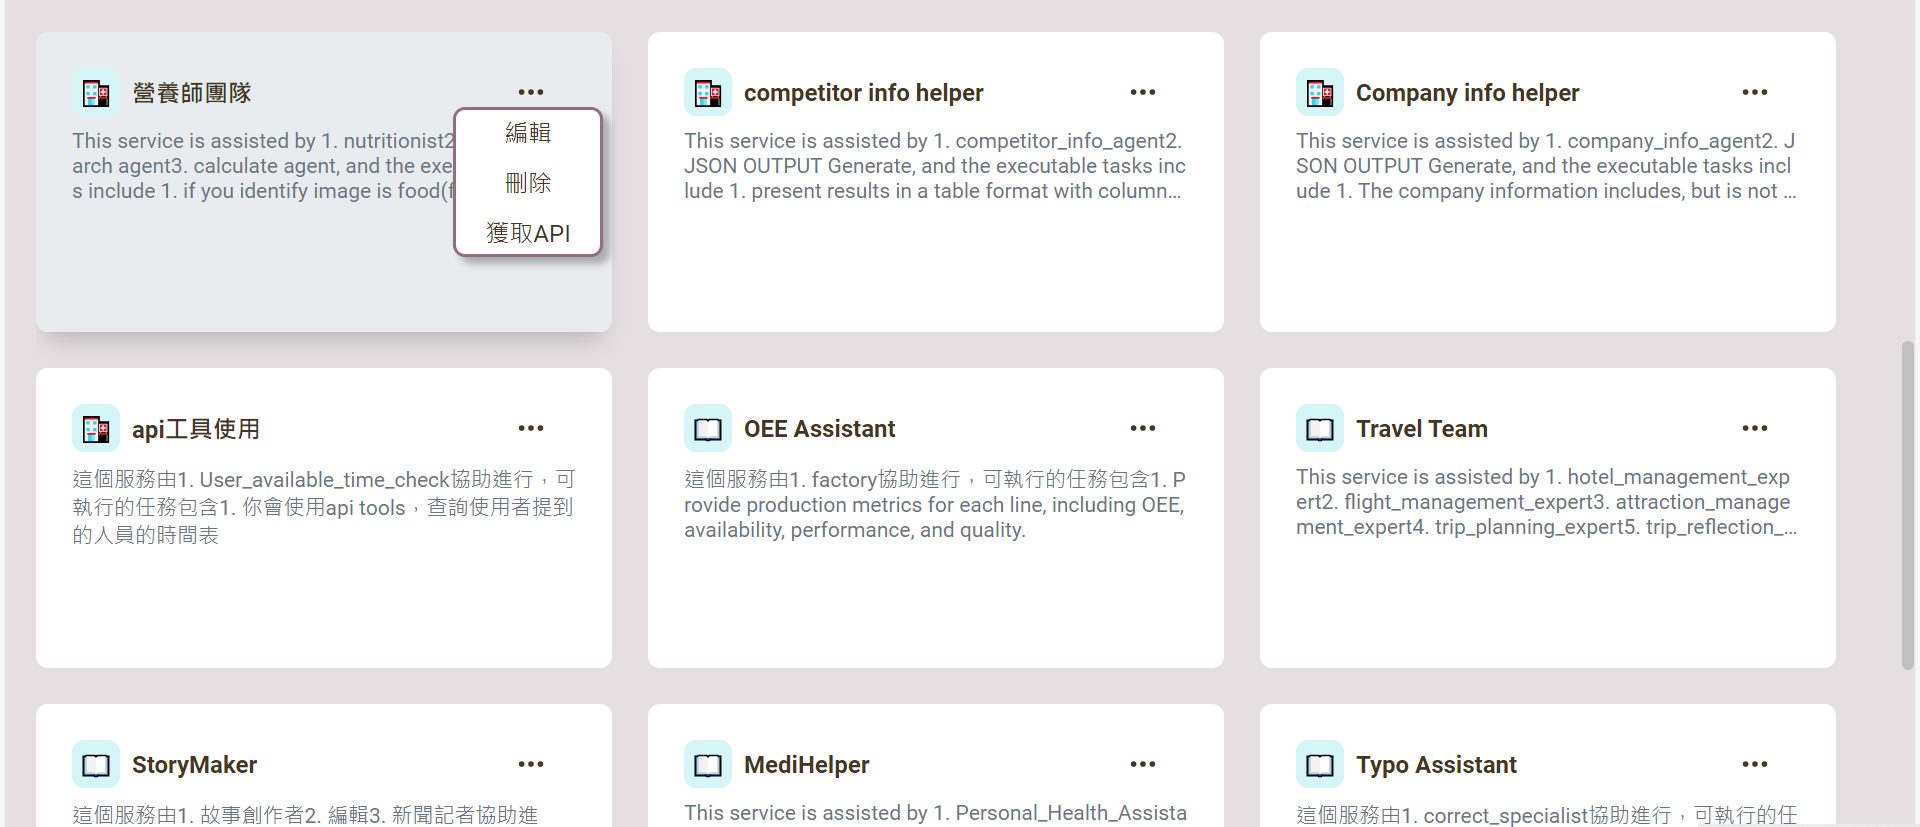 營養師團隊
This service is assisted by 1. nutritionist2
arch agent3. calculate agent, and the exe
s include 1. if you identify image is food(f
編輯
刪除
獲取API
competitor info helper
This service is assisted by 1. competitor_info_agent2.
JSON OUTPUT Generate, and the executable tasks inc
lude 1. present results in a table format with column...
Company info helper
This service is assisted by 1. company_info_agent2. J
SON OUTPUT Generate, and the executable tasks incl
ude 1. The company information includes, but is not ...
api工具使用
這個服務由1. User_available_time_check協助進行，可
執行的任務包含1. 你會使用api tools，查詢使用者提到
的人員的時間表
OEE Assistant
這個服務由1. factory協助進行，可執行的任務包含1. P
rovide production metrics for each line, including OEE,
availability, performance, and quality.
Travel Team
This service is assisted by 1. hotel_management_exp
ert2. flight_management_expert3. attraction_manage
ment_expert4. trip_planning_expert5. trip_reflection_...
StoryMaker
這個服務由1. 故事創作者2. 編輯3. 新聞記者協助進
MediHelper
This service is assisted by 1. Personal_Health_Assista
Typo Assistant
這個服務由1. correct_specialist協助進行，可執行的任